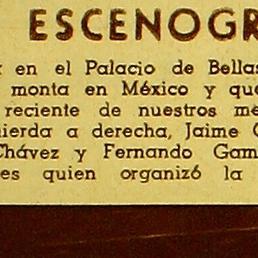 ESCENOGR
en el Palacio de Bellas
monta en México y que
reciente de nuestros me
ierda a derecha, Jaime
Chávez y Fernando Gam
es quien organizó la